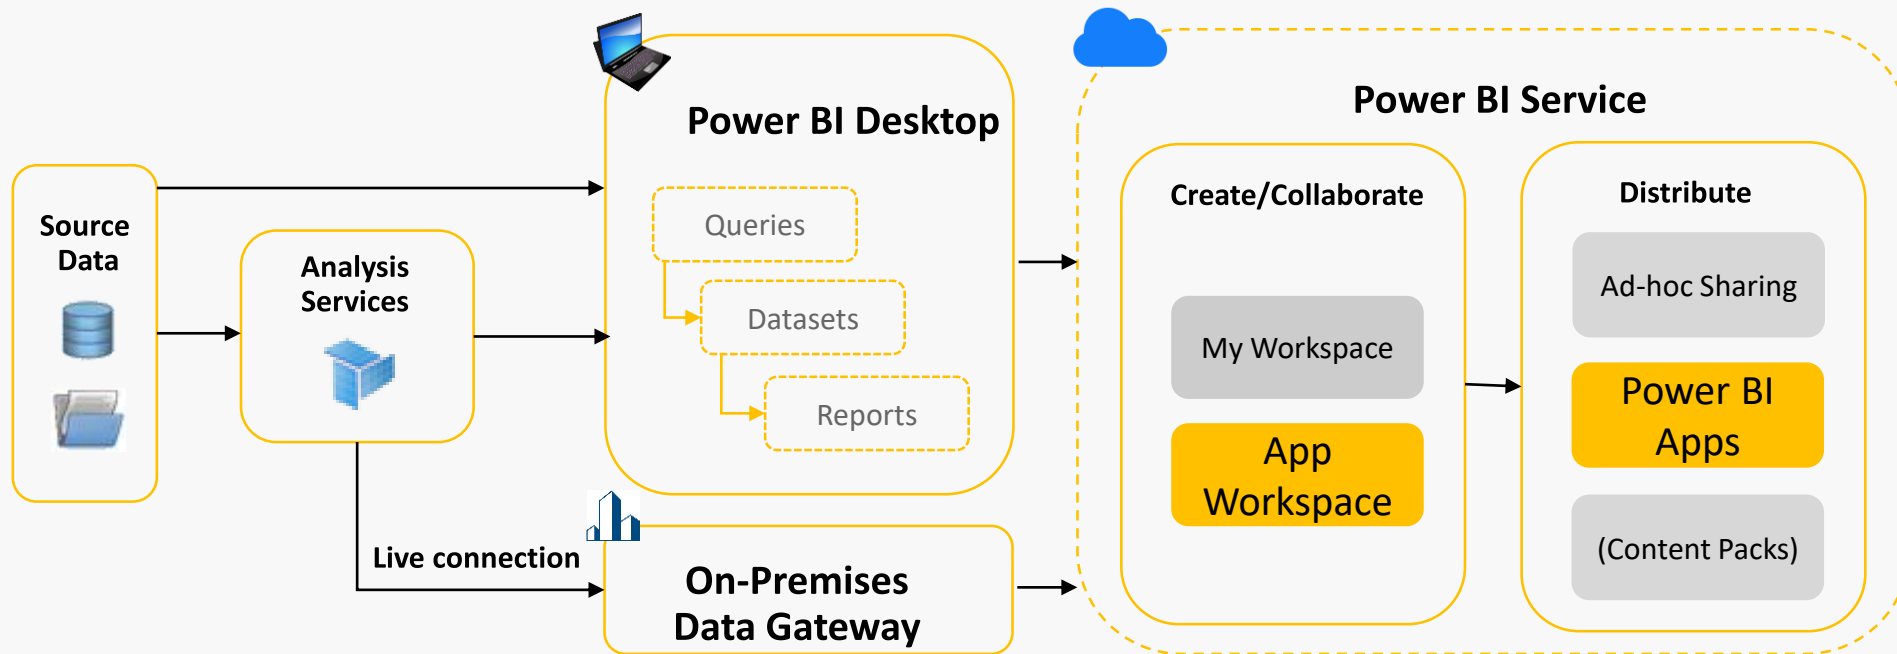 Source
Data
Analysis
Services
Live connection
Power BI Desktop
Queries
Datasets
Reports
On-Premises
Data Gateway
Power BI Service
Create/Collaborate
My Workspace
App
Workspace
Distribute
Ad-hoc Sharing
Power BI
Apps
(Content Packs)